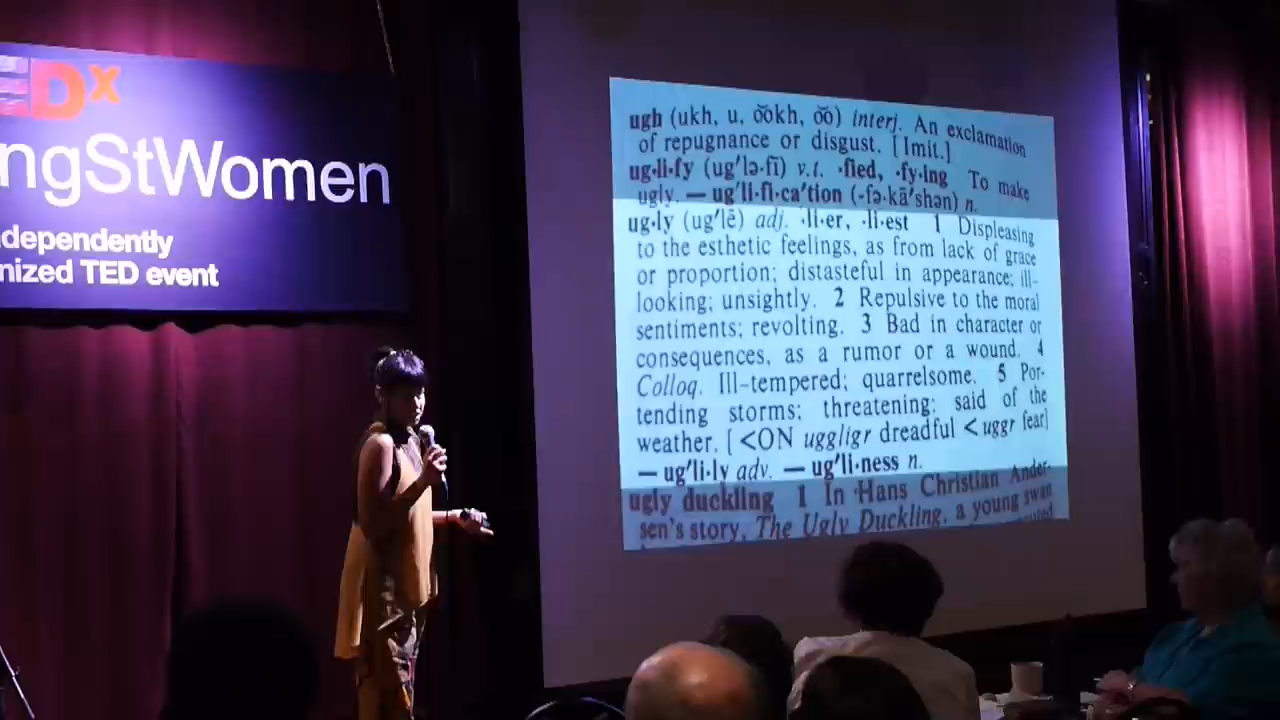 EDx
ngStWomen
dependently
nized TED event
ugh (ukh, u, o͝okh, o͝o) interj. An exclamation
of repugnance or disgust. [Imit.]
ug·li·fy (ug′lə·fī) v.t. ·fied, ·fy·ing To make
ugly. — ug′li·fi·ca′tion (-fə·kā′shən) n.
ug·ly (ug′lē) adj. ·li·er, ·li·est 1 Displeasing
to the esthetic feelings, as from lack of grace
or proportion; distasteful in appearance; ill-
looking; unsightly. 2 Repulsive to the moral
sentiments; revolting. 3 Bad in character or
consequences, as a rumor or a wound. 4
Colloq. Ill-tempered; quarrelsome. 5 Por-
tending storms; threatening: said of the
weather. [<ON uggligr dreadful <uggr fear]
— ug′li·ly adv. — ug′li·ness n.
ugly duckling 1 In Hans Christian Ander-
sen's story, The Ugly Duckling, a young swan